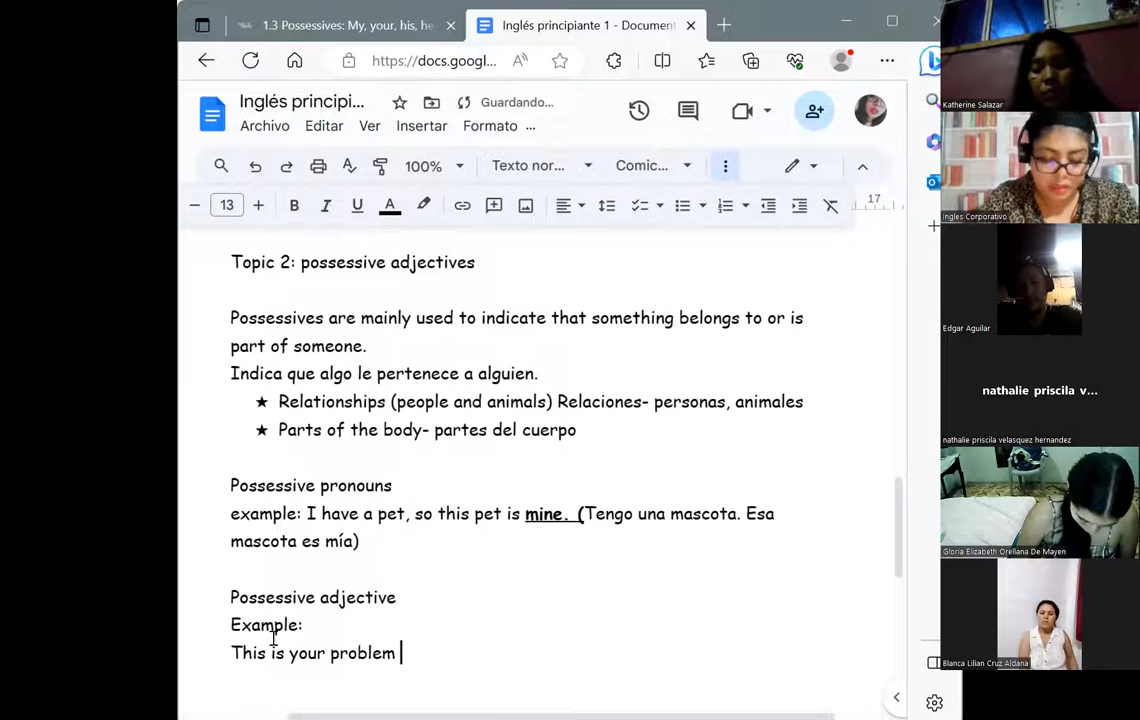 1.3 Possessives: My, your, his, he
Inglés principiante 1 - Document
https://docs.googl...
Inglés principi...
Guardando...
Archivo Editar Ver Insertar Formato ...
100% Texto nor... Comic...
13
17
Topic 2: possessive adjectives
Possessives are mainly used to indicate that something belongs to or is
part of someone.
Indica que algo le pertenece a alguien.
★ Relationships (people and animals) Relaciones- personas, animales
★ Parts of the body- partes del cuerpo
Possessive pronouns
example: I have a pet, so this pet is mine. (Tengo una mascota. Esa
mascota es mía)
Possessive adjective
Example:
This is your problem
Katherine Salazar
Ingles Corporativo
Edgar Aguilar
nathalie priscila v...
nathalie priscila velasquez hernandez
Gloria Elizabeth Orellana De Mayen
Blanca Lilian Cruz Aldana